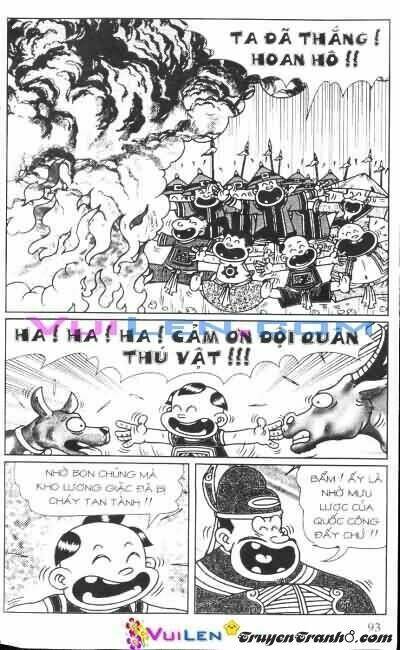 TA ĐÃ THẮNG!
HOAN HÔ!!
VUILEN.COM
HA! HA! HA! CẢM ƠN ĐỘI QUÂN
THÚ VẬT!!!
NHỜ BỌN CHÚNG MÀ
KHO LƯƠNG GIẶC ĐÃ BỊ
CHÁY TAN TÀNH!!
BẨM! ẤY LÀ
NHỜ MƯU
LƯỢC CỦA
QUỐC CÔNG
ĐẤY CHỨ!!
93
VUILEN
TruyenTranh8.com